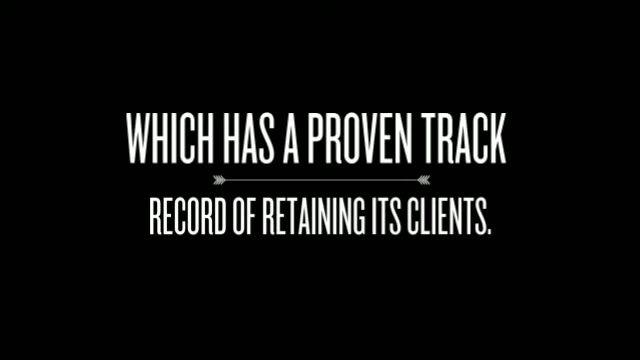 WHICH HAS A PROVEN TRACK
RECORD OF RETAINING ITS CLIENTS.